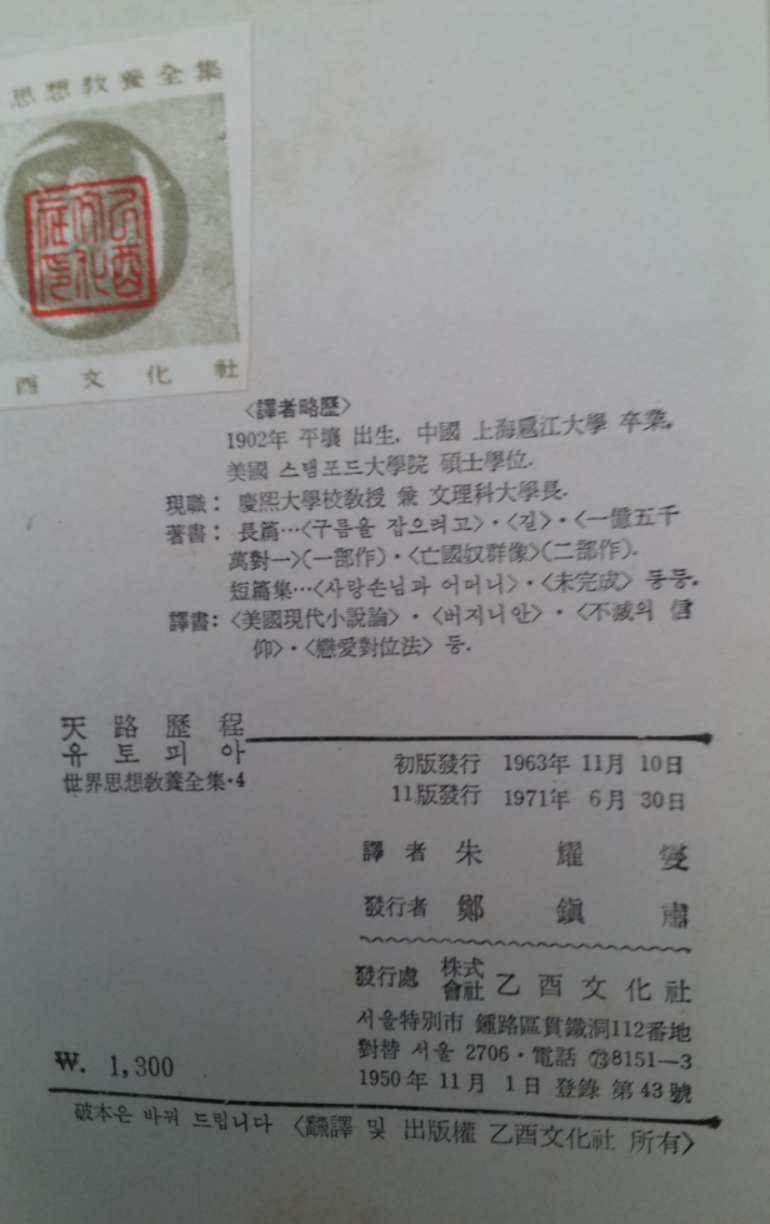 思想敎養全集
乙酉文化社印
酉文化社
〈譯者略歷〉
1902年 平壤 出生. 中國 上海扈江大學 卒業.
美國 스탬포드大學院 碩士學位.
現職: 慶熙大學校敎授 兼 文理科大學長.
著書: 長篇…〈구름을 잡으려고〉·〈길〉·〈一億五千
萬對一〉(一部作)·〈亡國奴群像〉(二部作).
短篇集…〈사랑손님과 어머니〉·〈未完成〉 등등.
譯書: 〈美國現代小說論〉·〈버지니안〉·〈不滅의 信
仰〉·〈戀愛對位法〉 등.
天路歷程
유토피아
世界思想敎養全集·4
初版發行 1963年 11月 10日
11版發行 1971年 6月 30日
譯者 朱耀燮
發行者 鄭鎭肅
發行處 株式會社 乙酉文化社
서울特別市 鍾路區貫鐵洞112番地
對替 서울 2706·電話 ㉓8151—3
1950年 11月 1日 登錄 第43號
₩. 1,300
破本은 바꿔 드립니다 〈飜譯 및 出版權 乙酉文化社 所有〉